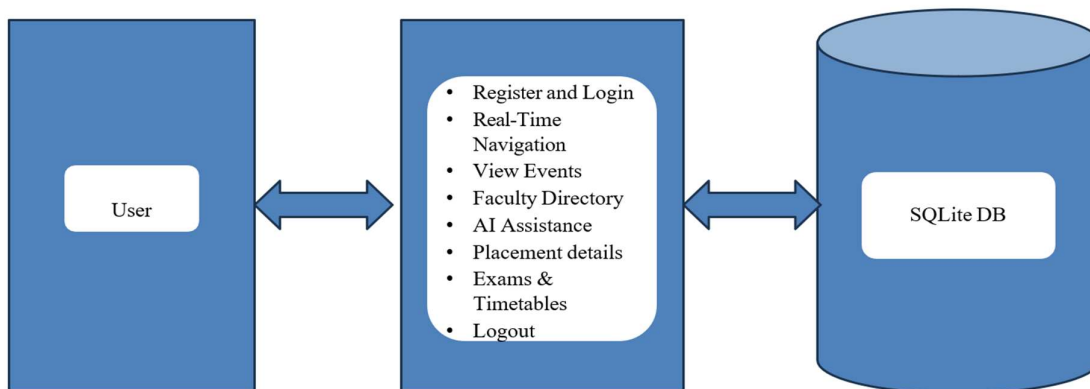 User
• Register and Login
• Real-Time
Navigation
• View Events
• Faculty Directory
• AI Assistance
• Placement details
• Exams &
Timetables
• Logout
SQLite DB